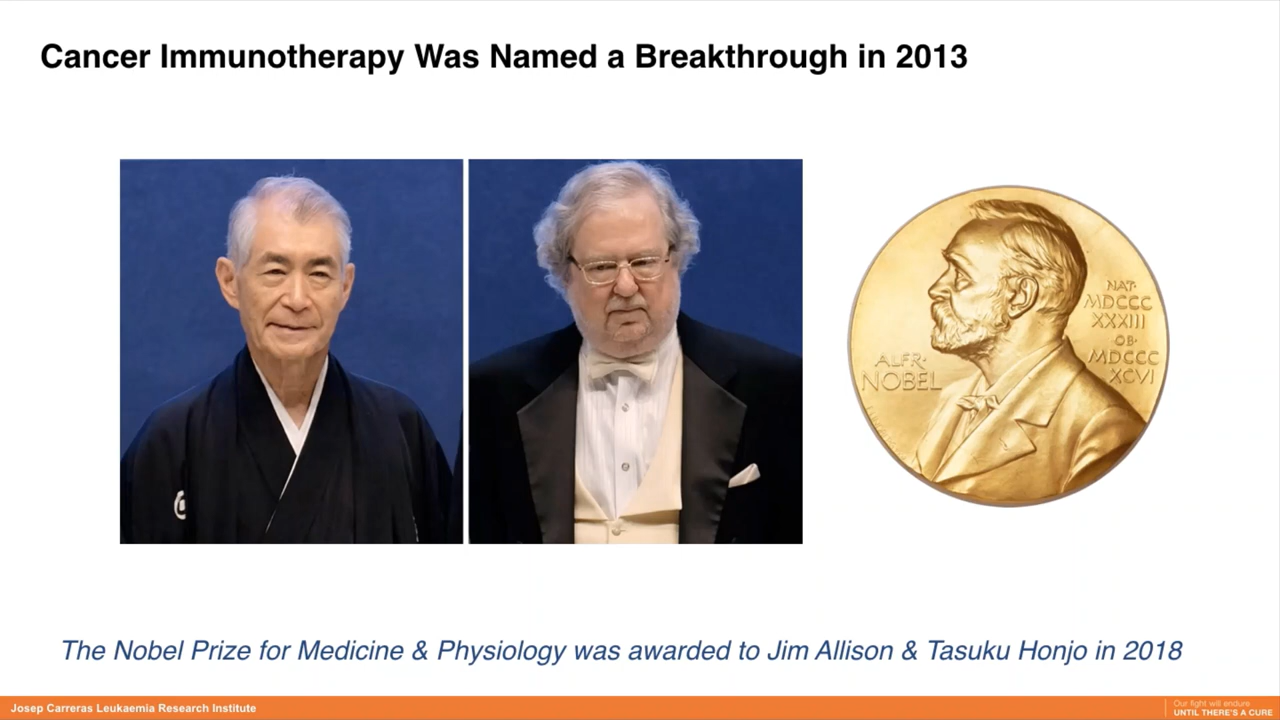 Cancer Immunotherapy Was Named a Breakthrough in 2013
ALFR·
NOBEL
NAT·
MDCCC
XXXIII
·OB·
MDCCC
XCVI
The Nobel Prize for Medicine & Physiology was awarded to Jim Allison & Tasuku Honjo in 2018
Josep Carreras Leukaemia Research Institute
Our fight will endure
UNTIL THERE'S A CURE